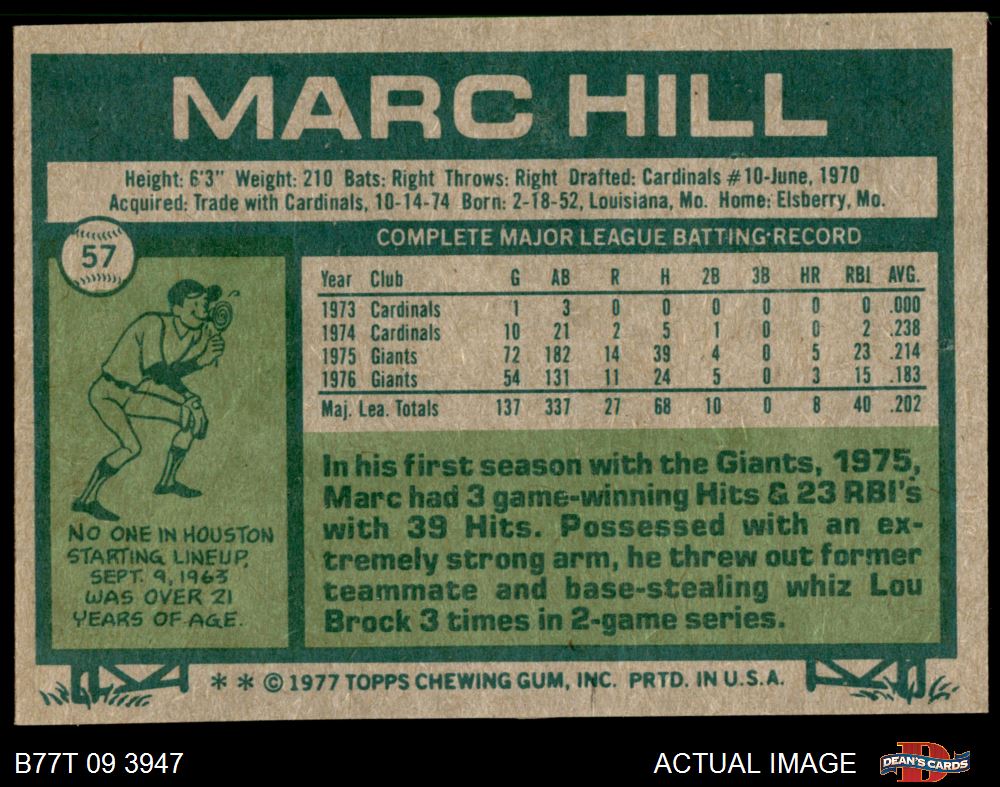 MARC HILL
Height: 6'3" Weight: 210 Bats: Right Throws: Right Drafted: Cardinals #10-June, 1970
Acquired: Trade with Cardinals, 10-14-74 Born: 2-18-52, Louisiana, Mo. Home: Elsberry, Mo.
57
COMPLETE MAJOR LEAGUE BATTING RECORD
Year Club G AB R H 2B 3B HR RBI AVG.
1973 Cardinals 1 3 0 0 0 0 0 0 .000
1974 Cardinals 10 21 2 5 1 0 0 2 .238
1975 Giants 72 182 14 39 4 0 5 23 .214
1976 Giants 54 131 11 24 5 0 3 15 .183
Maj. Lea. Totals 137 337 27 68 10 0 8 40 .202
NO ONE IN HOUSTON
STARTING LINEUP,
SEPT. 9, 1963
WAS OVER 21
YEARS OF AGE.
In his first season with the Giants, 1975,
Marc had 3 game-winning Hits & 23 RBI's
with 39 Hits. Possessed with an ex-
tremely strong arm, he threw out former
teammate and base-stealing whiz Lou
Brock 3 times in 2-game series.
* * © 1977 TOPPS CHEWING GUM, INC. PRTD. IN U.S.A.
B77T 09 3947
ACTUAL IMAGE
DEAN'S CARDS